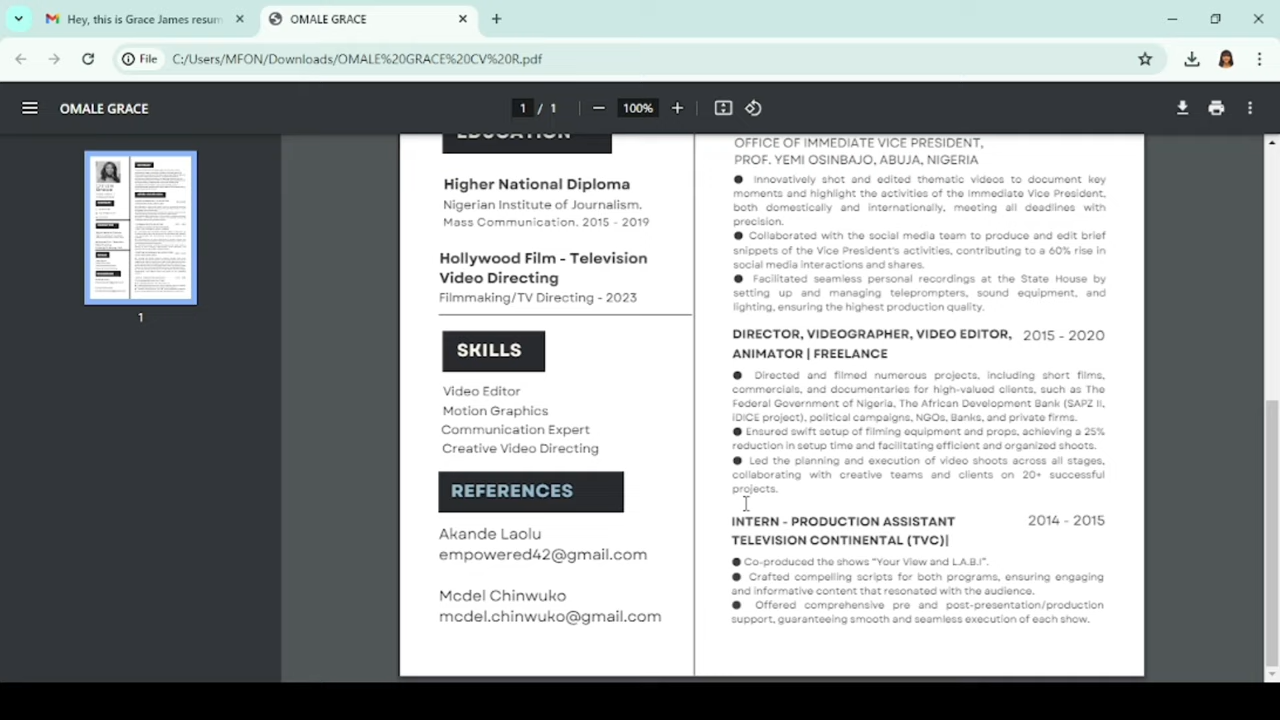 Hey, this is Grace James resum
OMALE GRACE
File
C:/Users/MFON/Downloads/OMALE%20GRACE%20CV%20R.pdf
OMALE GRACE
1 / 1
100%
1
EDUCATION
Higher National Diploma
Nigerian Institute of Journalism.
Mass Communication. 2015 - 2019
Hollywood Film - Television
Video Directing
Filmmaking/TV Directing - 2023
SKILLS
Video Editor
Motion Graphics
Communication Expert
Creative Video Directing
REFERENCES
Akande Laolu
empowered42@gmail.com
Mcdel Chinwuko
mcdel.chinwuko@gmail.com
OFFICE OF IMMEDIATE VICE PRESIDENT,
PROF. YEMI OSINBAJO, ABUJA, NIGERIA
● Innovatively shot and edited thematic videos to document key
moments and highlight the activities of the Immediate Vice President,
both domestically and internationally, meeting all deadlines with
precision.
● Collaborated with the social media team to produce and edit brief
snippets of the Vice President's activities, contributing to a 60% rise in
social media interactions and shares.
● Facilitated seamless personal recordings at the State House by
setting up and managing teleprompters, sound equipment, and
lighting, ensuring the highest production quality.
DIRECTOR, VIDEOGRAPHER, VIDEO EDITOR, 2015 - 2020
ANIMATOR | FREELANCE
● Directed and filmed numerous projects, including short films,
commercials, and documentaries for high-valued clients, such as The
Federal Government of Nigeria, The African Development Bank (SAPZ II,
iDICE project), political campaigns, NGOs, Banks, and private firms.
● Ensured swift setup of filming equipment and props, achieving a 25%
reduction in setup time and facilitating efficient and organized shoots.
● Led the planning and execution of video shoots across all stages,
collaborating with creative teams and clients on 20+ successful
projects.
INTERN - PRODUCTION ASSISTANT 2014 - 2015
TELEVISION CONTINENTAL (TVC)|
● Co-produced the shows "Your View and L.A.B.I".
● Crafted compelling scripts for both programs, ensuring engaging
and informative content that resonated with the audience.
● Offered comprehensive pre and post-presentation/production
support, guaranteeing smooth and seamless execution of each show.